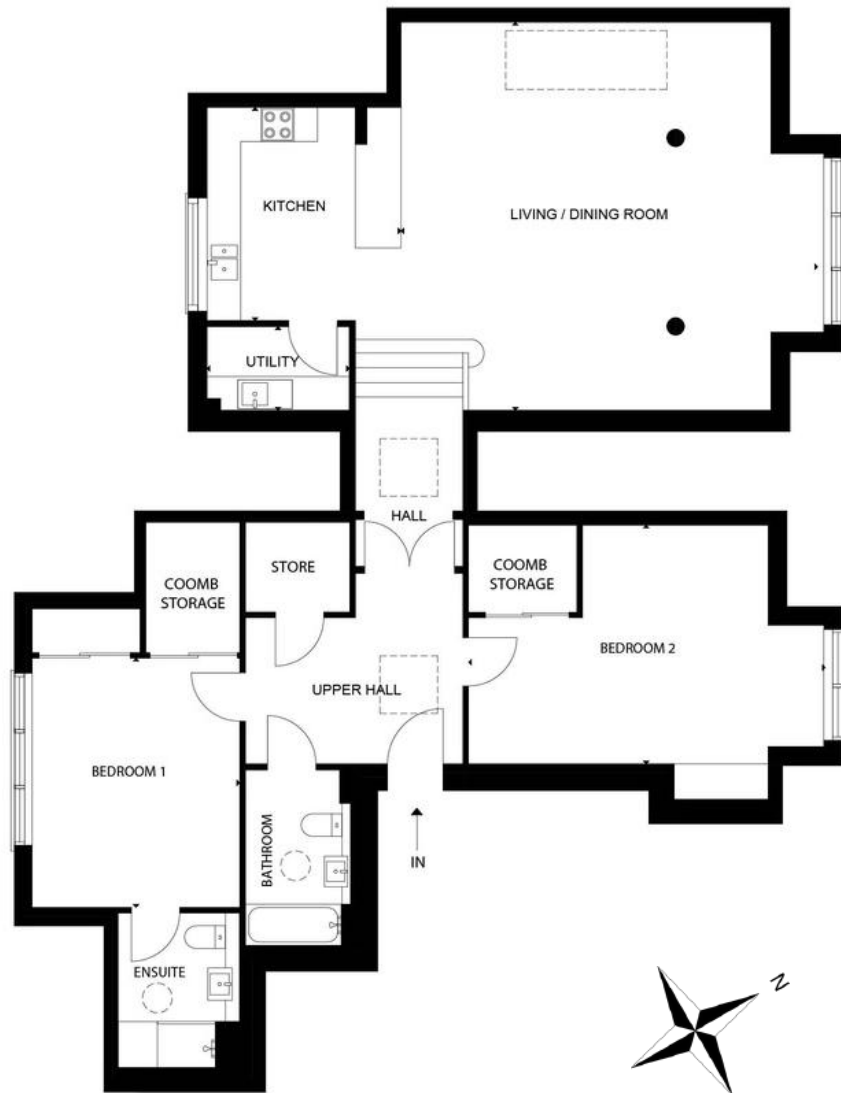 KITCHEN
LIVING / DINING ROOM
UTILITY
HALL
COOMB
STORAGE
STORE
COOMB
STORAGE
BEDROOM 2
UPPER HALL
BEDROOM 1
BATHROOM
IN
ENSUITE
N